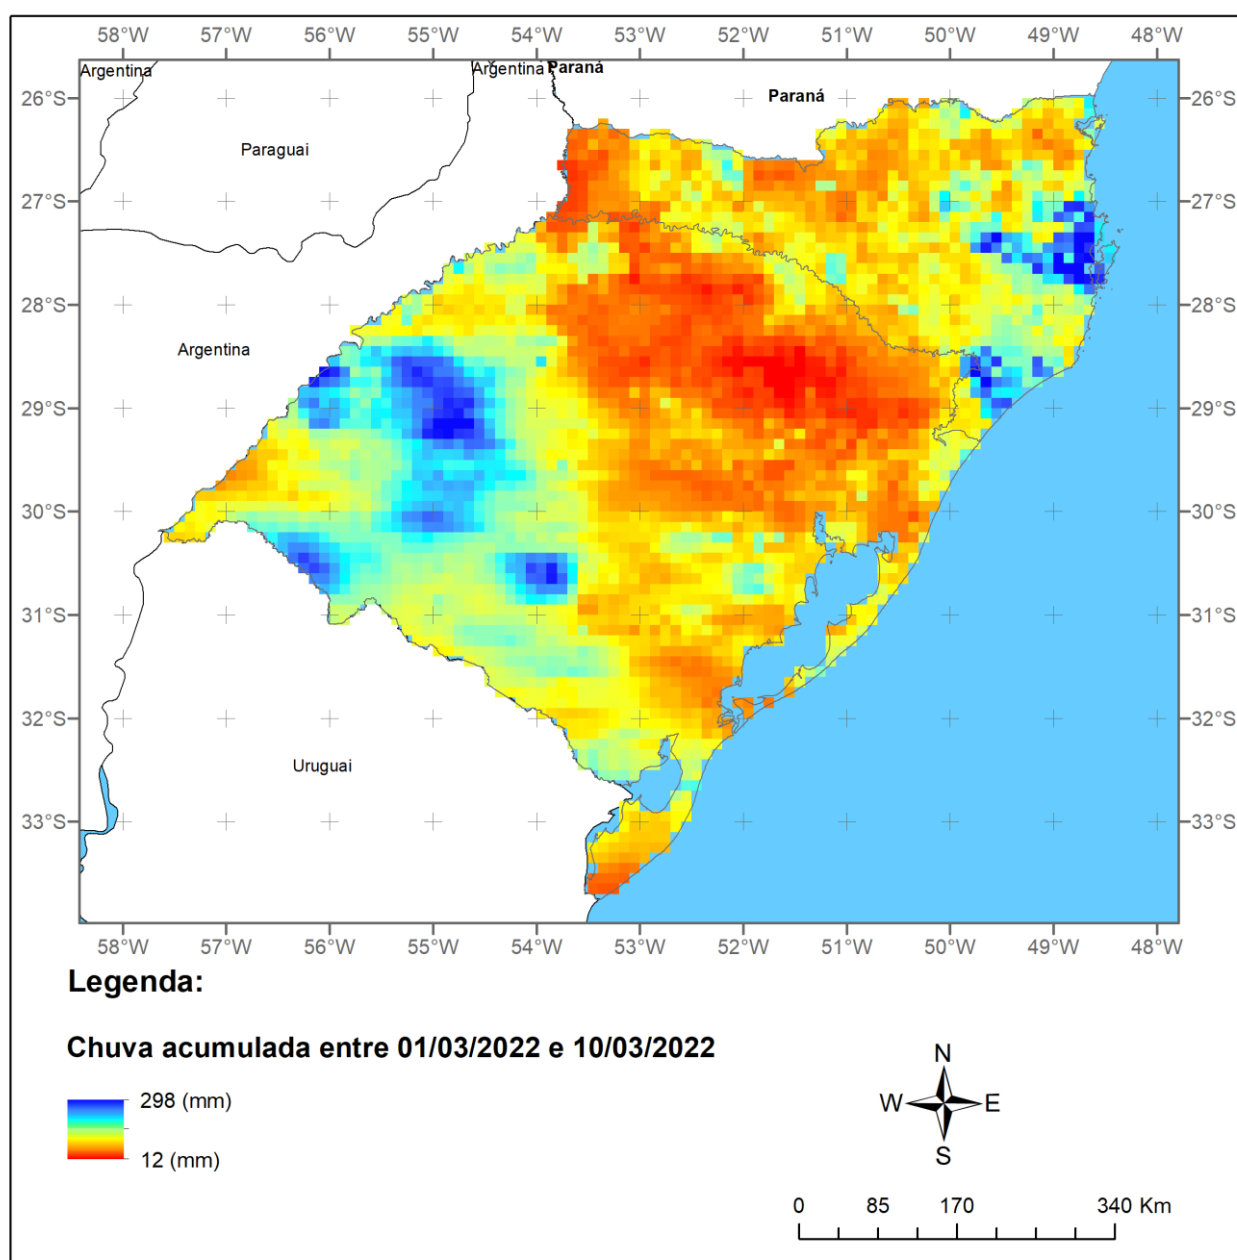 58°W 57°W 56°W 55°W 54°W 53°W 52°W 51°W 50°W 49°W 48°W
Argentina
Argentina
Paraná
Paraná
26°S
26°S
Paraguai
27°S
27°S
28°S
28°S
Argentina
29°S
29°S
30°S
30°S
31°S
31°S
32°S
32°S
Uruguai
33°S
33°S
58°W 57°W 56°W 55°W 54°W 53°W 52°W 51°W 50°W 49°W 48°W
Legenda:
Chuva acumulada entre 01/03/2022 e 10/03/2022
298 (mm)
12 (mm)
N
W
E
S
0 85 170 340 Km